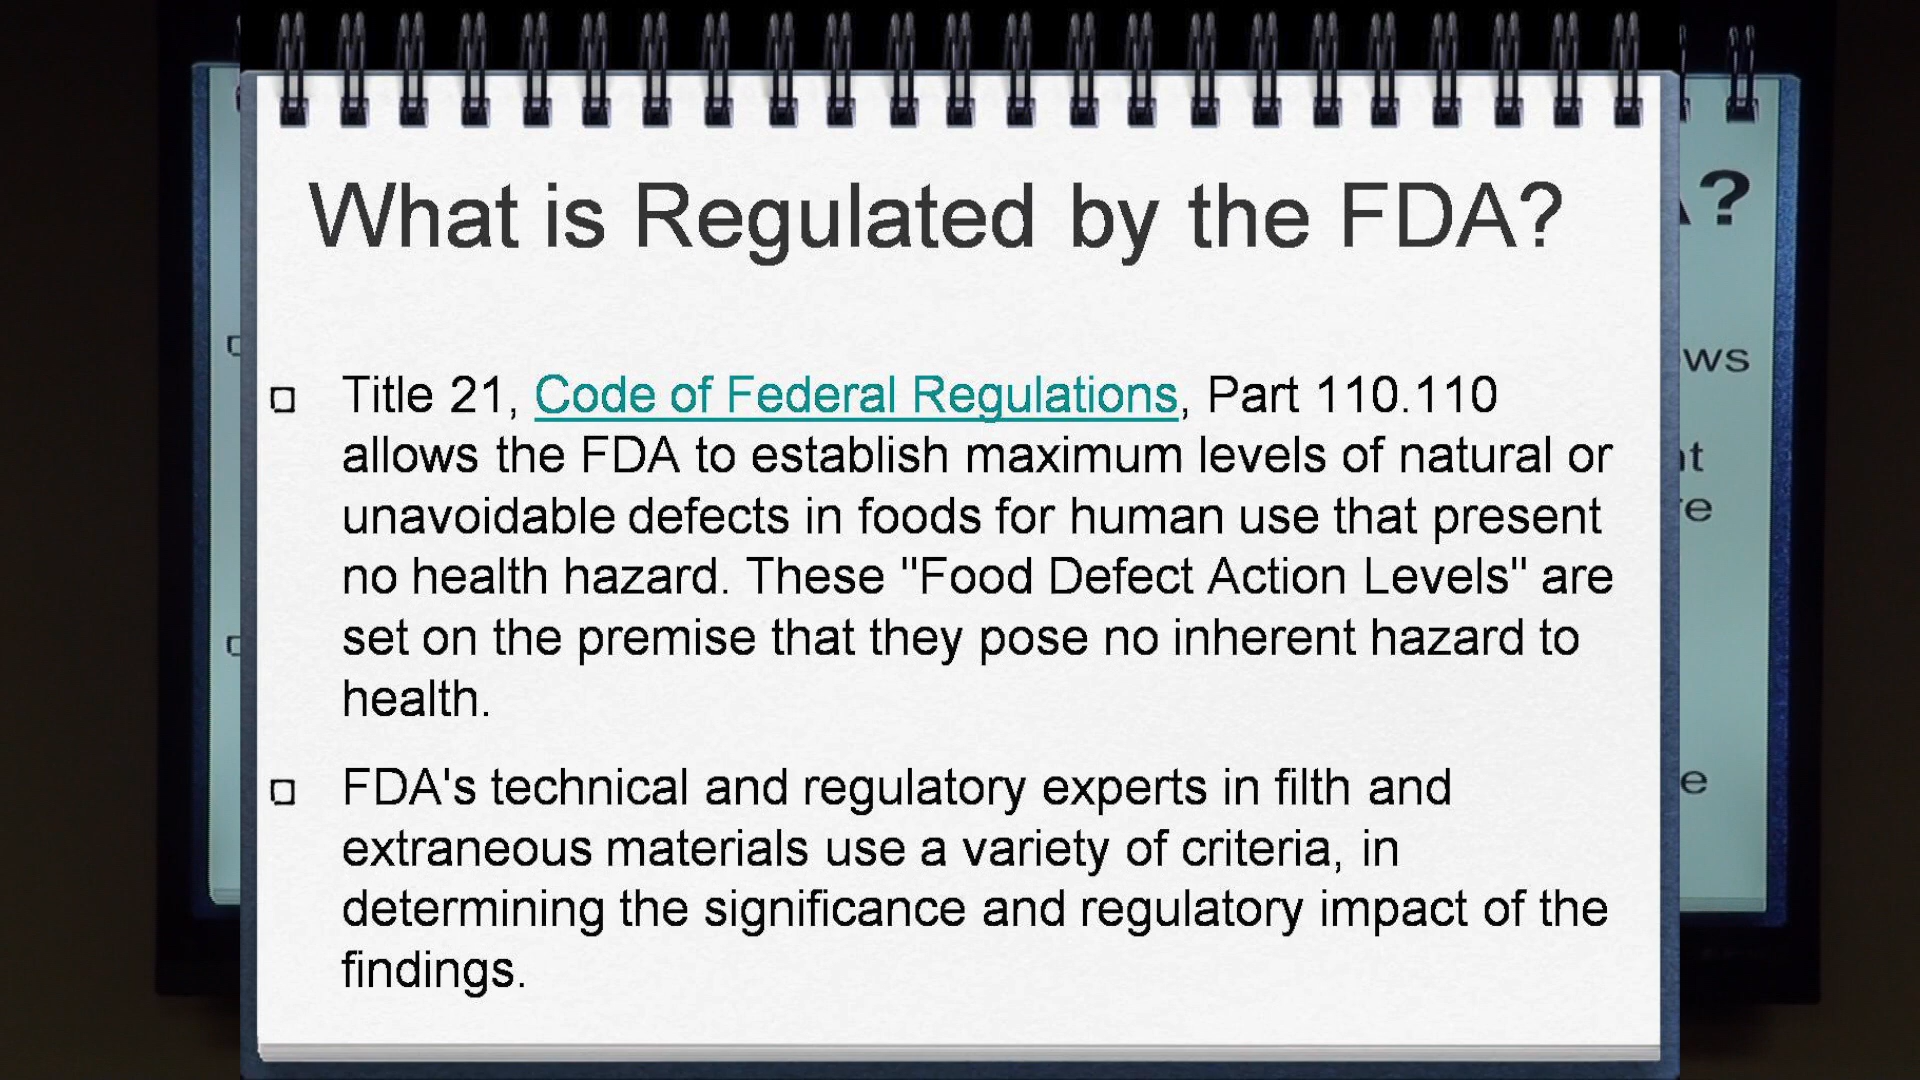 What is Regulated by the FDA?
Title 21, Code of Federal Regulations, Part 110.110
allows the FDA to establish maximum levels of natural or
unavoidable defects in foods for human use that present
no health hazard. These "Food Defect Action Levels" are
set on the premise that they pose no inherent hazard to
health.
FDA's technical and regulatory experts in filth and
extraneous materials use a variety of criteria, in
determining the significance and regulatory impact of the
findings.